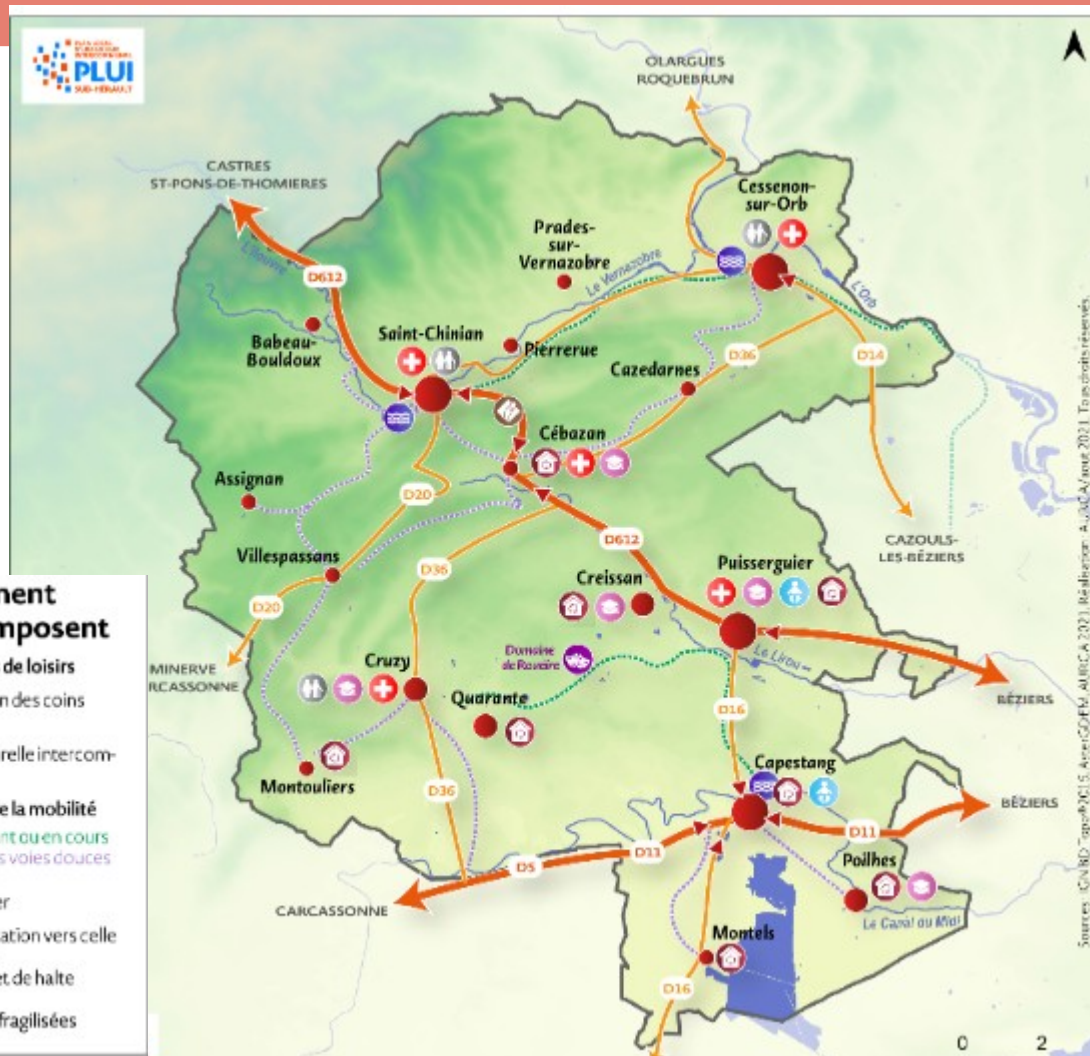 PLUI
SUD-HÉRAULT
OLARGUES
ROQUEBRUN
CASTRES
ST-PONS-DE-THOMIERES
Cessenon-
sur-Orb
Prades-
sur-
Vernazobre
Le Vernazobre
L'Orb
D612
Babeau-
Bouldoux
Saint-Chinian
Pierrerue
Cazedarnes
D36
D14
Cébazan
Assignan
D20
D612
CAZOULS-
LES-BÉZIERS
Villespassans
D36
Creissan
Puisserguier
D20
MINERVE
RCASSONNE
Domaine
de Roueïre
Le Lirou
Cruzy
Quarante
D16
BÉZIERS
Montouliers
D36
Capestang
BÉZIERS
D11
D11
D5
Poilhes
CARCASSONNE
Le Canal du Midi
Montels
D16
0 2
nent
mposent
de loisirs
n des coins
relle intercom-
e la mobilité
nt ou en cours
s voies douces
er
ation vers celle
et de halte
fragilisées